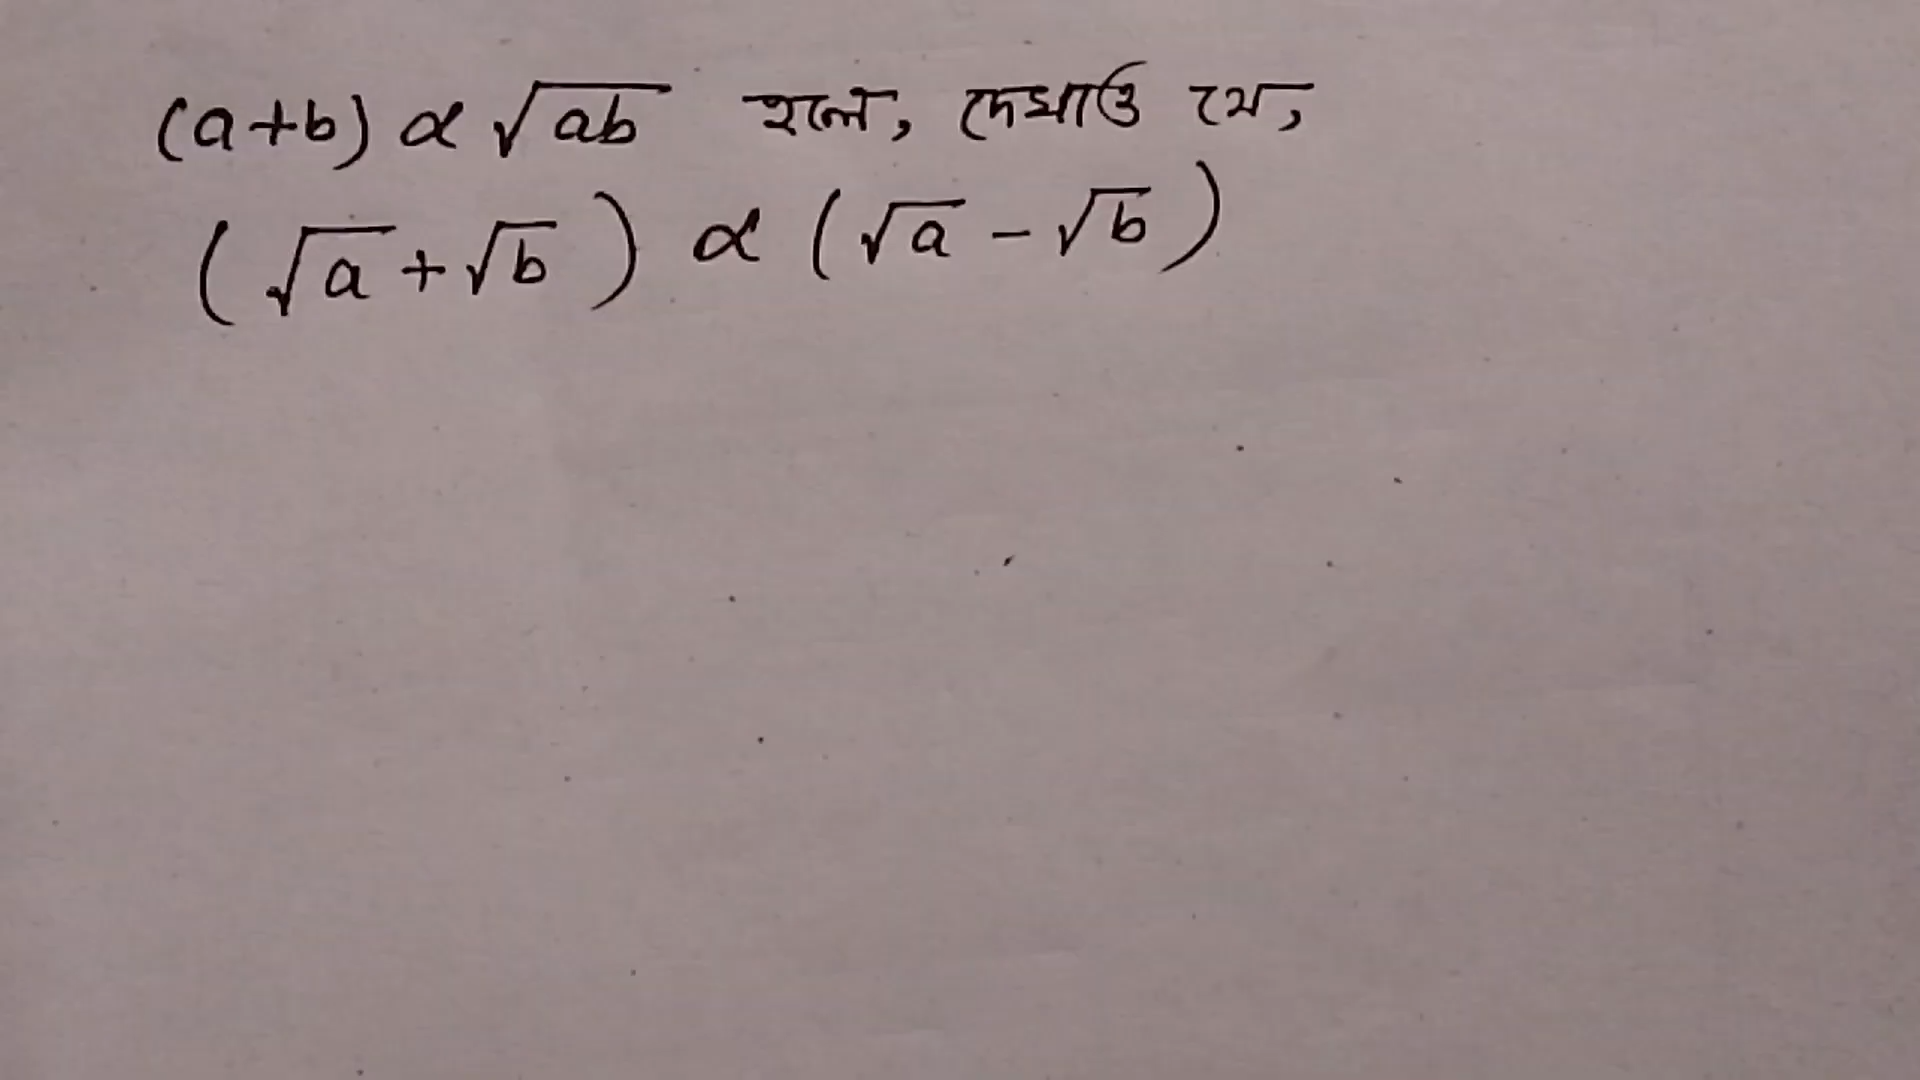 (a+b) ∝ √ab হলে, দেখাও যে,
(√a + √b) ∝ (√a - √b)